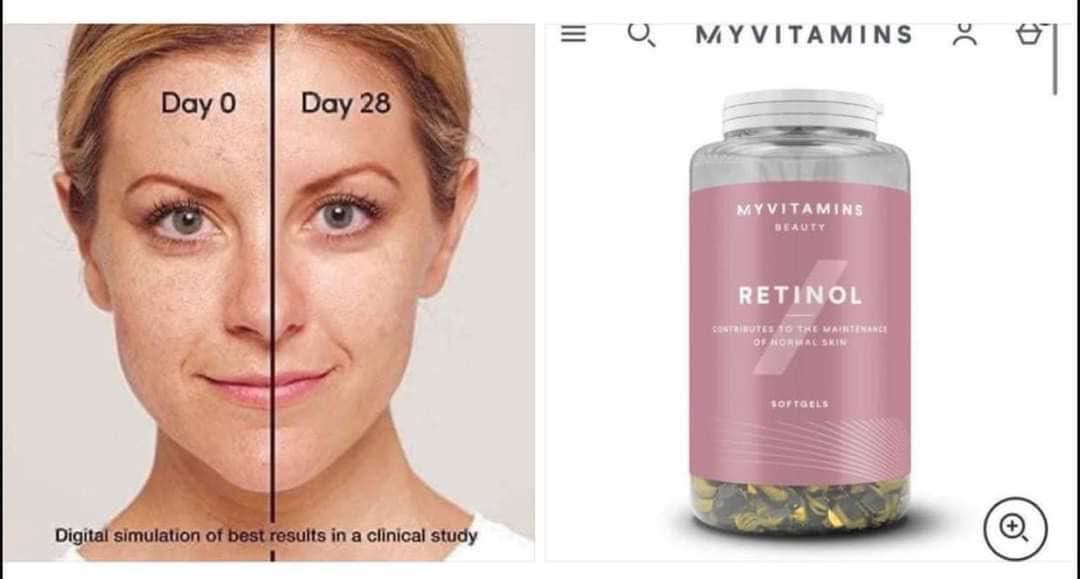 Day 0
Day 28
Digital simulation of best results in a clinical study
MYVITAMINS
MYVITAMINS
BEAUTY
RETINOL
CONTRIBUTES TO THE MAINTENANCE
OF NORMAL SKIN
SOFTGELS